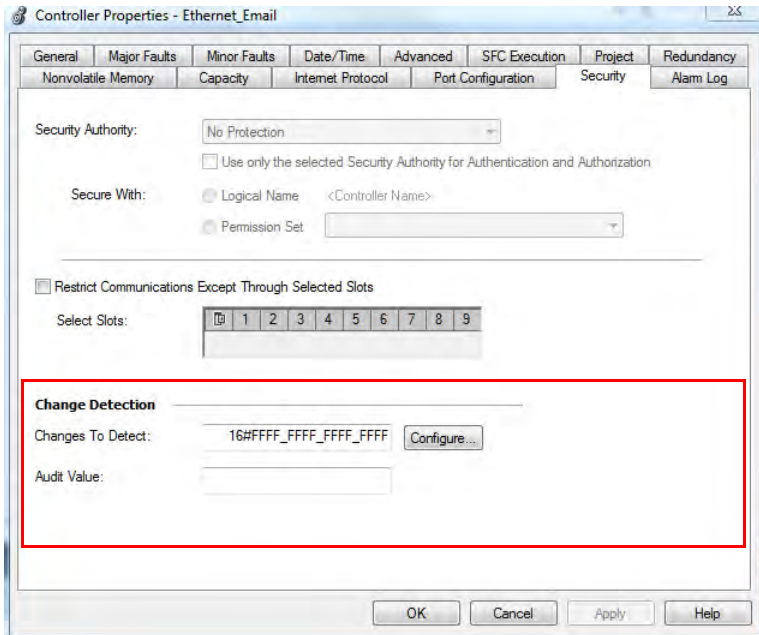 Controller Properties - Ethernet_Email
General Major Faults Minor Faults Date/Time Advanced SFC Execution Project Redundancy
Nonvolatile Memory Capacity Internet Protocol Port Configuration Security Alarm Log
Security Authority: No Protection
Use only the selected Security Authority for Authentication and Authorization
Secure With: Logical Name <Controller Name>
Permission Set
Restrict Communications Except Through Selected Slots
Select Slots: 1 2 3 4 5 6 7 8 9
Change Detection
Changes To Detect: 16#FFFF_FFFF_FFFF_FFFF Configure...
Audit Value:
OK Cancel Apply Help